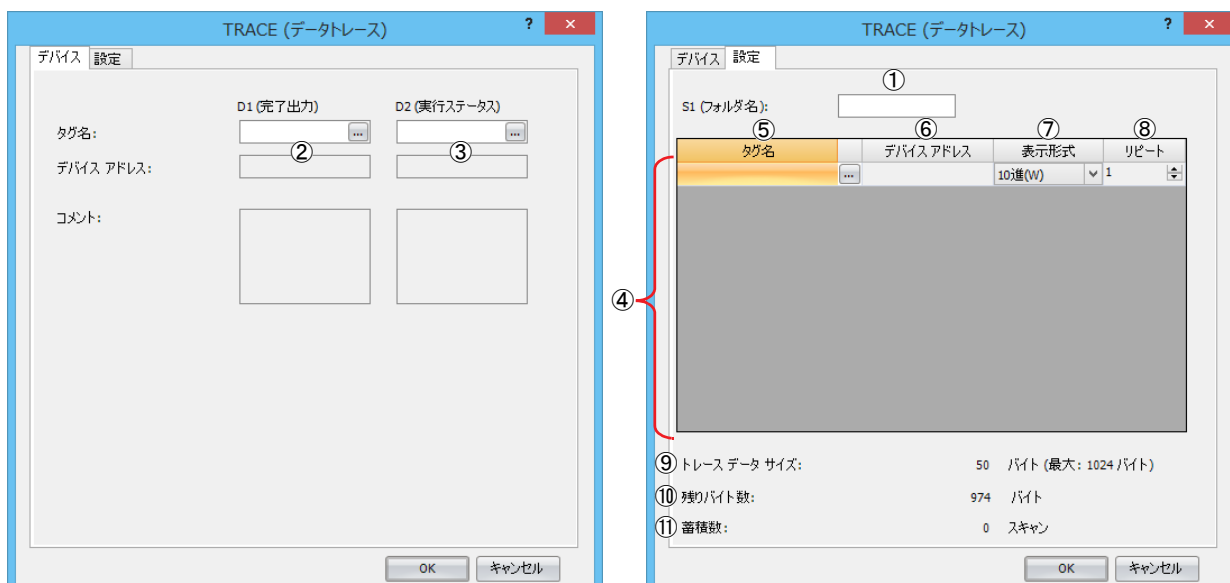 TRACE (データトレース)
? ×
デバイス 設定
D1 (完了出力) D2 (実行ステータス)
タグ名: ... ...
② ③
デバイス アドレス:
コメント:
OK キャンセル
TRACE (データトレース)
? ×
デバイス 設定
①
S1 (フォルダ名):
⑤ ⑥ ⑦ ⑧
タグ名 デバイス アドレス 表示形式 リピート
... 10進(W) 1
④
⑨ トレース データ サイズ: 50 バイト (最大: 1024 バイト)
⑩ 残りバイト数: 974 バイト
⑪ 蓄積数: 0 スキャン
OK キャンセル